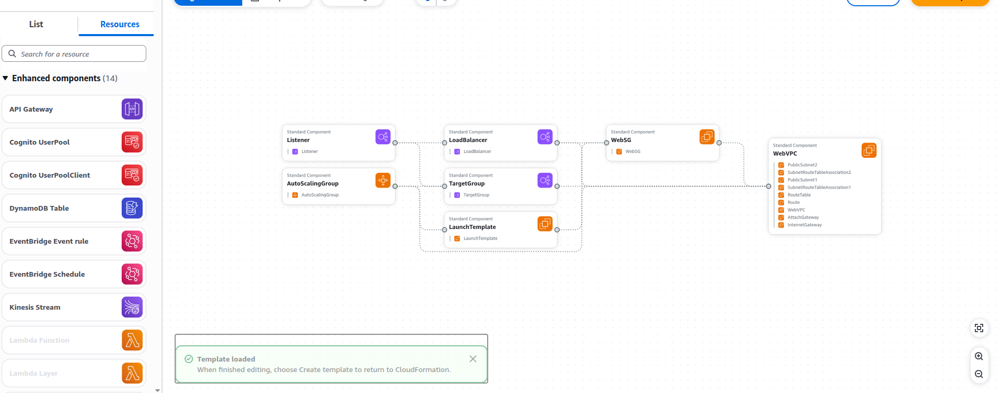 List
Resources
Search for a resource
Enhanced components (14)
API Gateway
Cognito UserPool
Cognito UserPoolClient
DynamoDB Table
EventBridge Event rule
EventBridge Schedule
Kinesis Stream
Lambda Function
Lambda Layer
Standard Component
Listener
Listener
Standard Component
AutoScalingGroup
AutoScalingGroup
Standard Component
LoadBalancer
LoadBalancer
Standard Component
TargetGroup
TargetGroup
Standard Component
LaunchTemplate
LaunchTemplate
Standard Component
WebSG
WebSG
Standard Component
WebVPC
PublicSubnet2
SubnetRouteTableAssociation2
PublicSubnet1
SubnetRouteTableAssociation1
RouteTable
Route
WebVPC
AttachGateway
InternetGateway
Template loaded
When finished editing, choose Create template to return to CloudFormation.